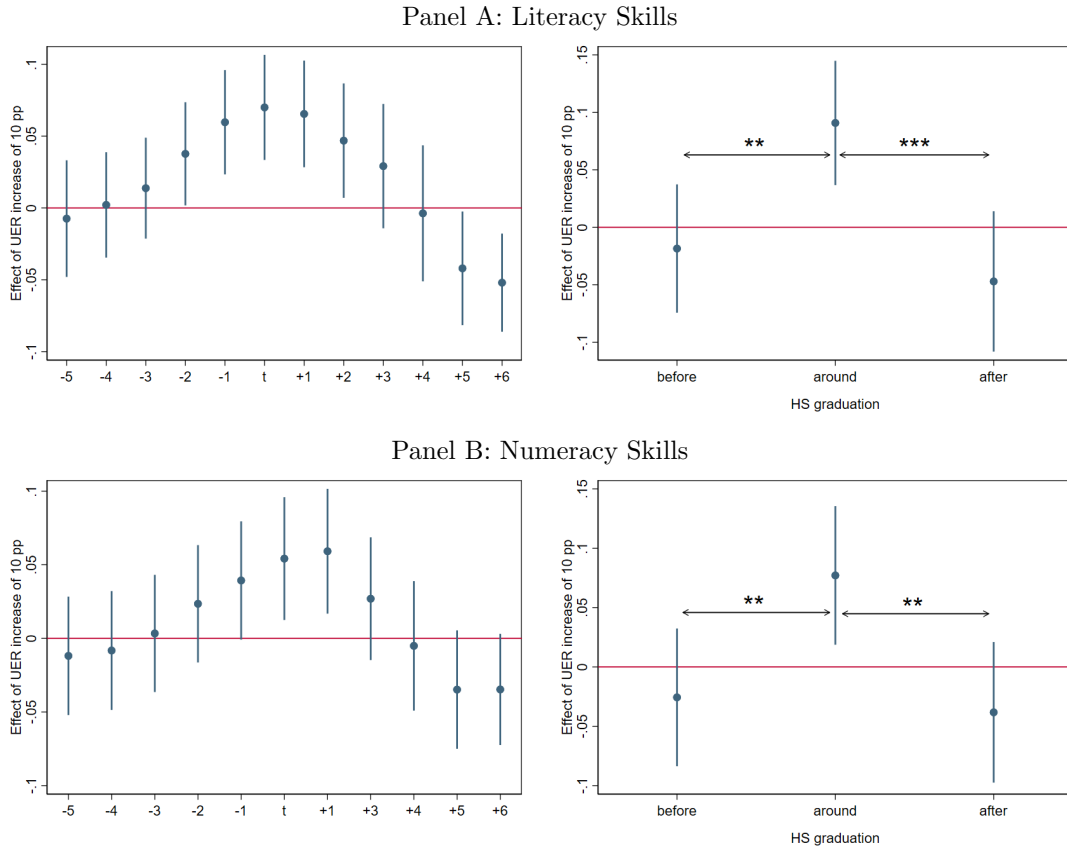 Panel A: Literacy Skills
Effect of UER increase of 10 pp
.1
.05
0
-.05
-.1
-5 -4 -3 -2 -1 t +1 +2 +3 +4 +5 +6
Effect of UER increase of 10 pp
.15
.1
.05
0
-.05
-.1
** ***
before around after
HS graduation
Panel B: Numeracy Skills
Effect of UER increase of 10 pp
.1
.05
0
-.05
-.1
-5 -4 -3 -2 -1 t +1 +3 +4 +5 +6
Effect of UER increase of 10 pp
.15
.1
.05
0
-.05
-.1
** **
before around after
HS graduation